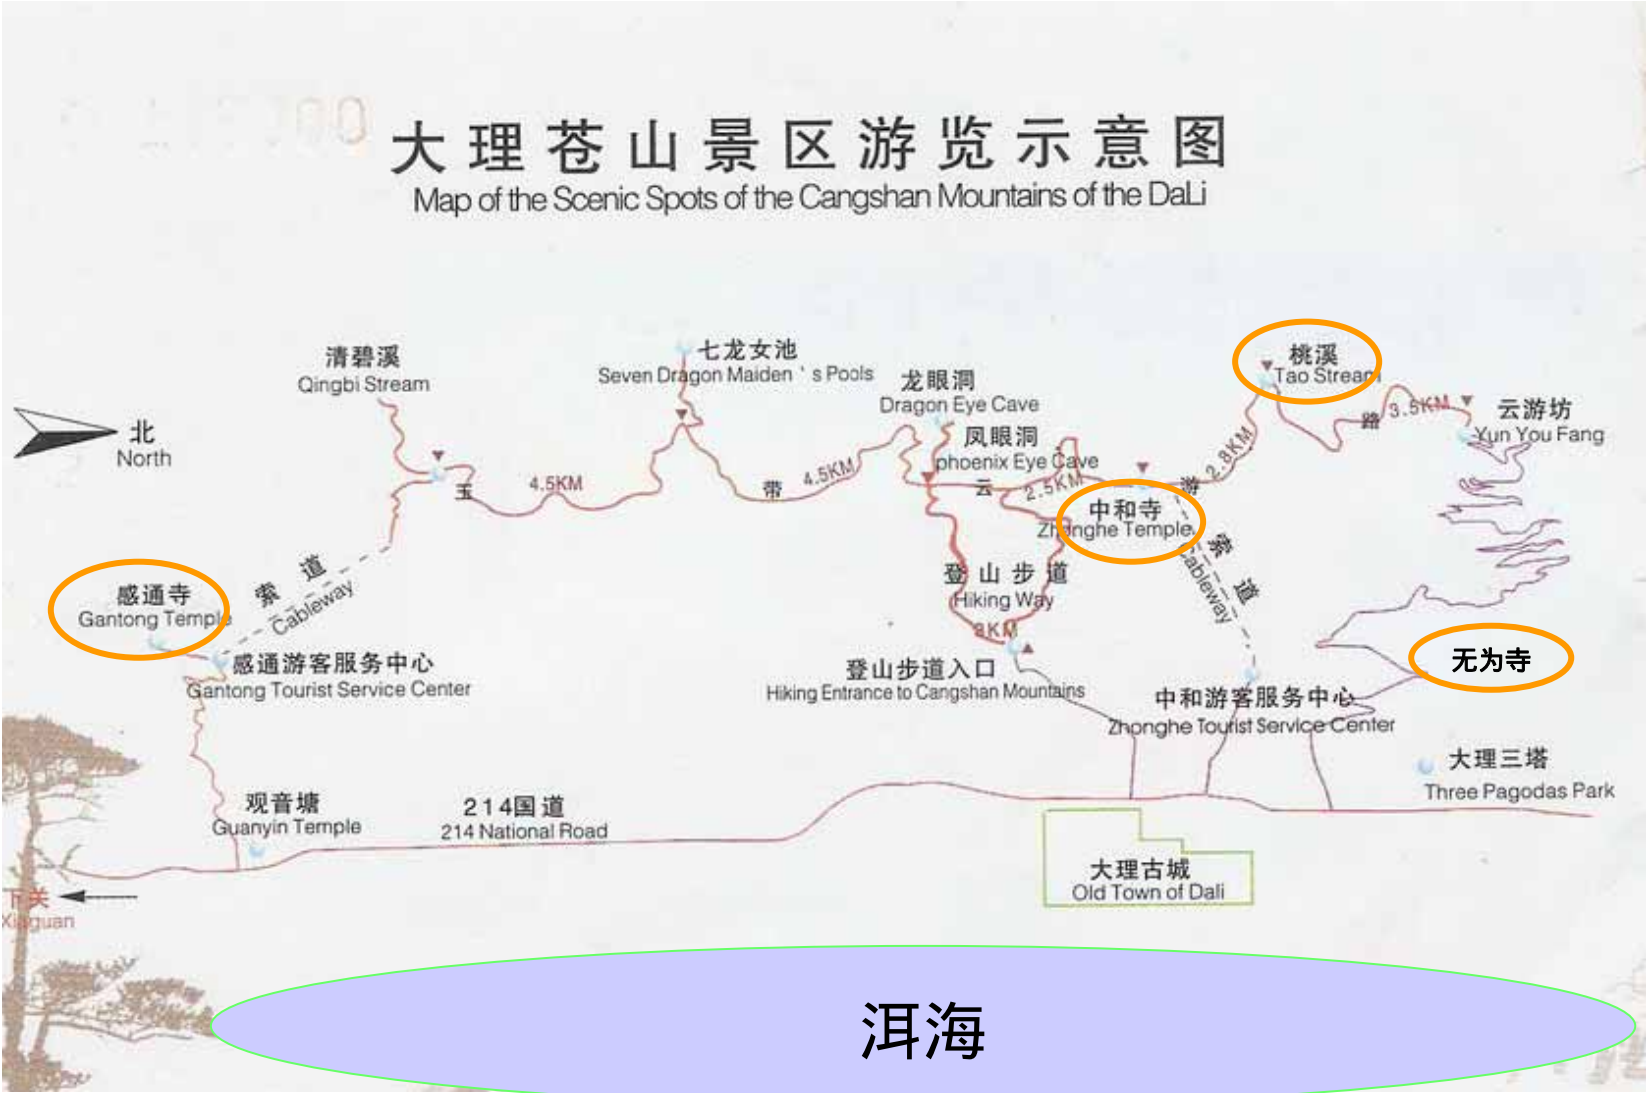 大理苍山景区游览示意图
Map of the Scenic Spots of the Cangshan Mountains of the DaLi
清碧溪
Qingbi Stream
七龙女池
Seven Dragon Maiden ' s Pools
龙眼洞
Dragon Eye Cave
凤眼洞
phoenix Eye Cave
桃溪
Tao Stream
云游坊
Yun You Fang
北
North
玉
4.5KM
带
4.5KM
云
2.5KM
游
2.8KM
路
3.5KM
中和寺
Zhonghe Temple
索道
Cableway
索道
Cableway
感通寺
Gantong Temple
感通游客服务中心
Gantong Tourist Service Center
登山步道
Hiking Way
3KM
登山步道入口
Hiking Entrance to Cangshan Mountains
中和游客服务中心
Zhonghe Tourist Service Center
无为寺
大理三塔
Three Pagodas Park
观音塘
Guanyin Temple
214国道
214 National Road
大理古城
Old Town of Dali
下关
Xiaguan
洱海